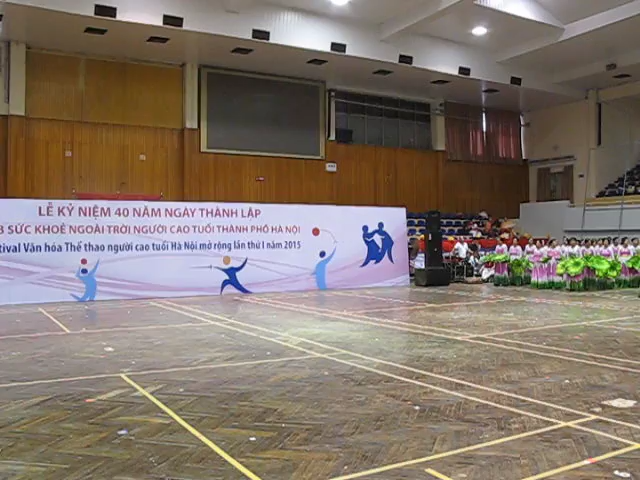 LỄ KỶ NIỆM 40 NĂM NGÀY THÀNH LẬP
B SỨC KHOẺ NGOÀI TRỜI NGƯỜI CAO TUỔI THÀNH PHỐ HÀ NỘI
tival Văn hóa Thể thao người cao tuổi Hà Nội mở rộng lần thứ I năm 2015